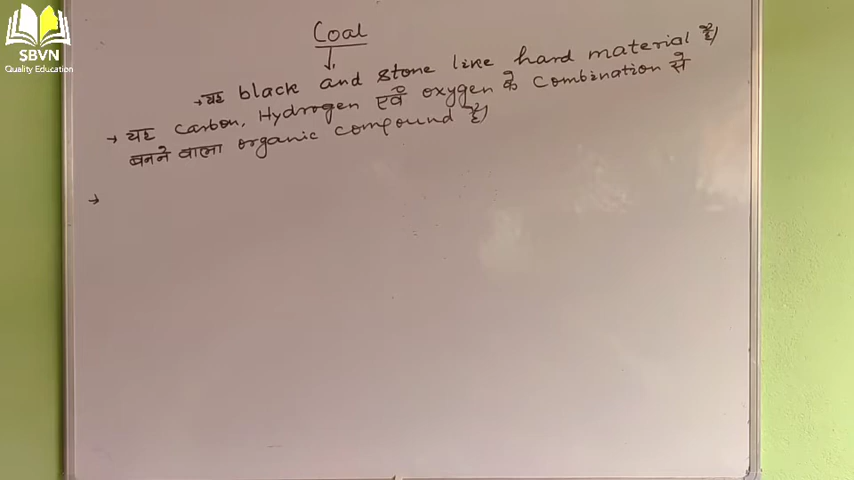 SBVN
Quality Education
Coal
→ यह black and stone like hard material है।
→ यह carbon, Hydrogen एवं oxygen के combination से
बनने वाला organic compound है।
→